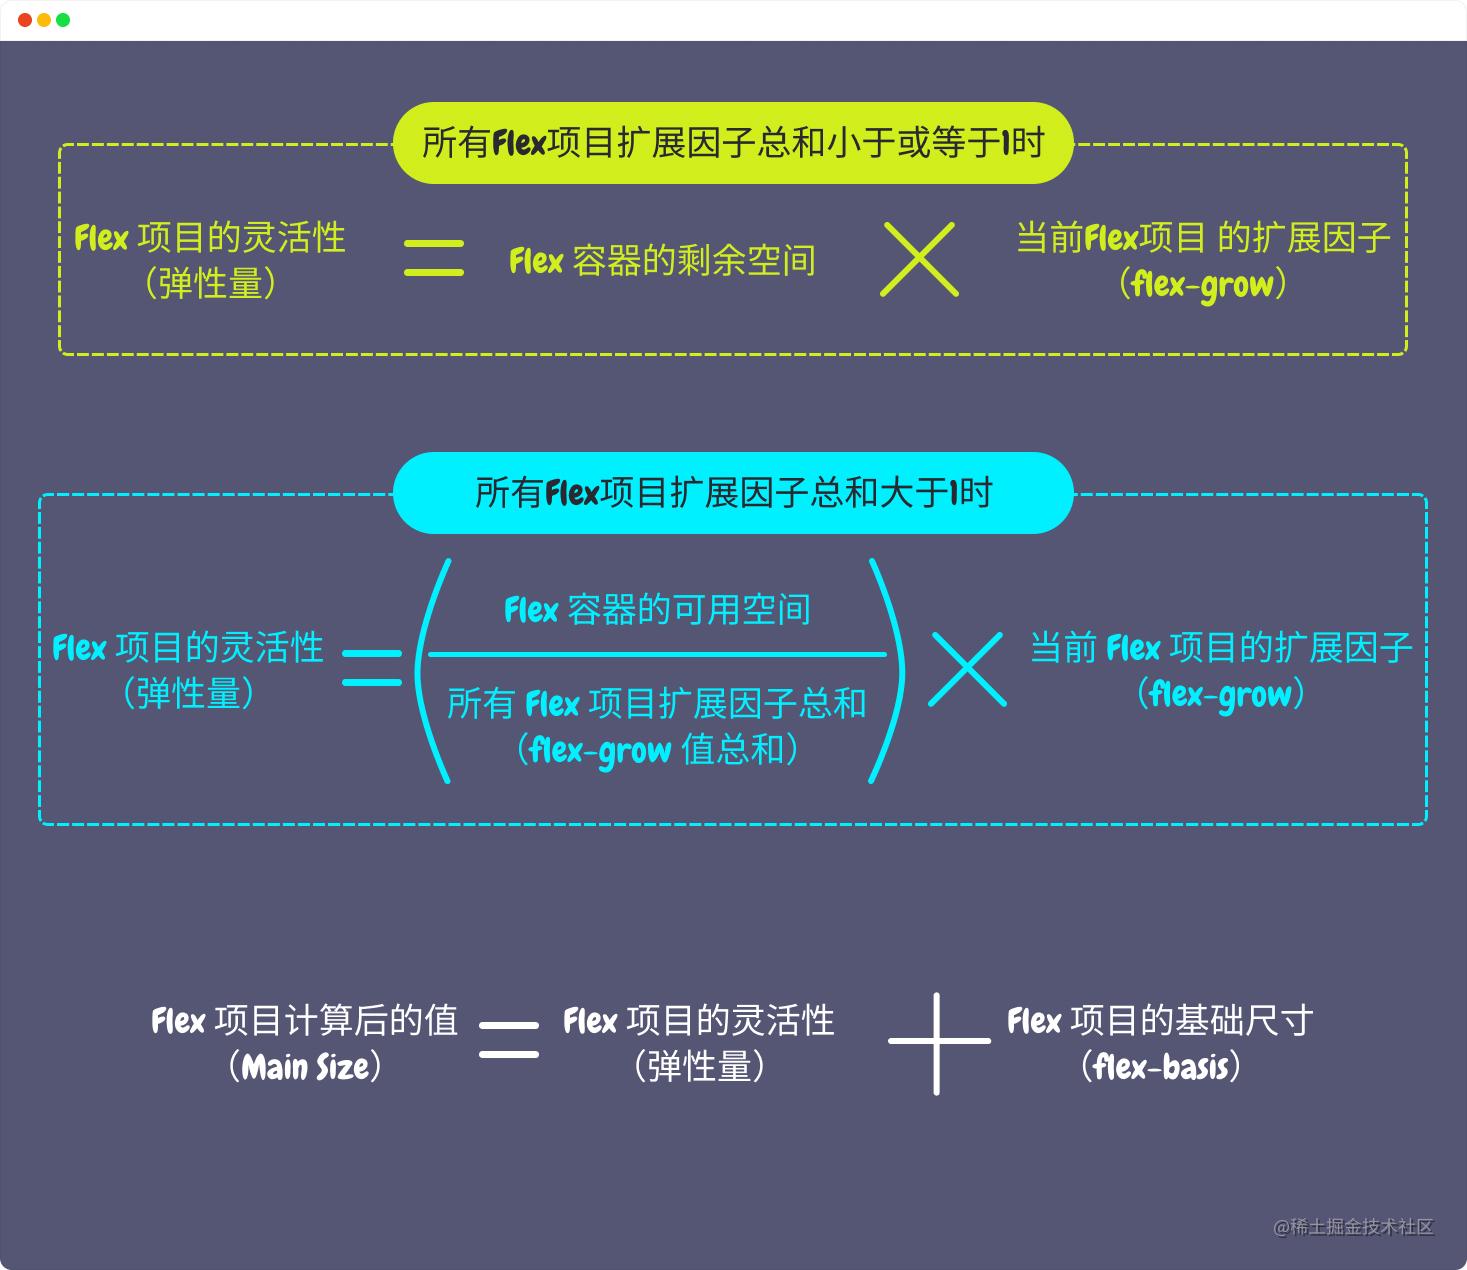 所有Flex项目扩展因子总和小于或等于1时
Flex 项目的灵活性
（弹性量）
=
Flex 容器的剩余空间
×
当前Flex项目 的扩展因子
（flex-grow）
所有Flex项目扩展因子总和大于1时
Flex 项目的灵活性
（弹性量）
=
Flex 容器的可用空间
所有 Flex 项目扩展因子总和
（flex-grow 值总和）
×
当前 Flex 项目的扩展因子
（flex-grow）
Flex 项目计算后的值
（Main Size）
=
Flex 项目的灵活性
（弹性量）
+
Flex 项目的基础尺寸
（flex-basis）
@稀土掘金技术社区